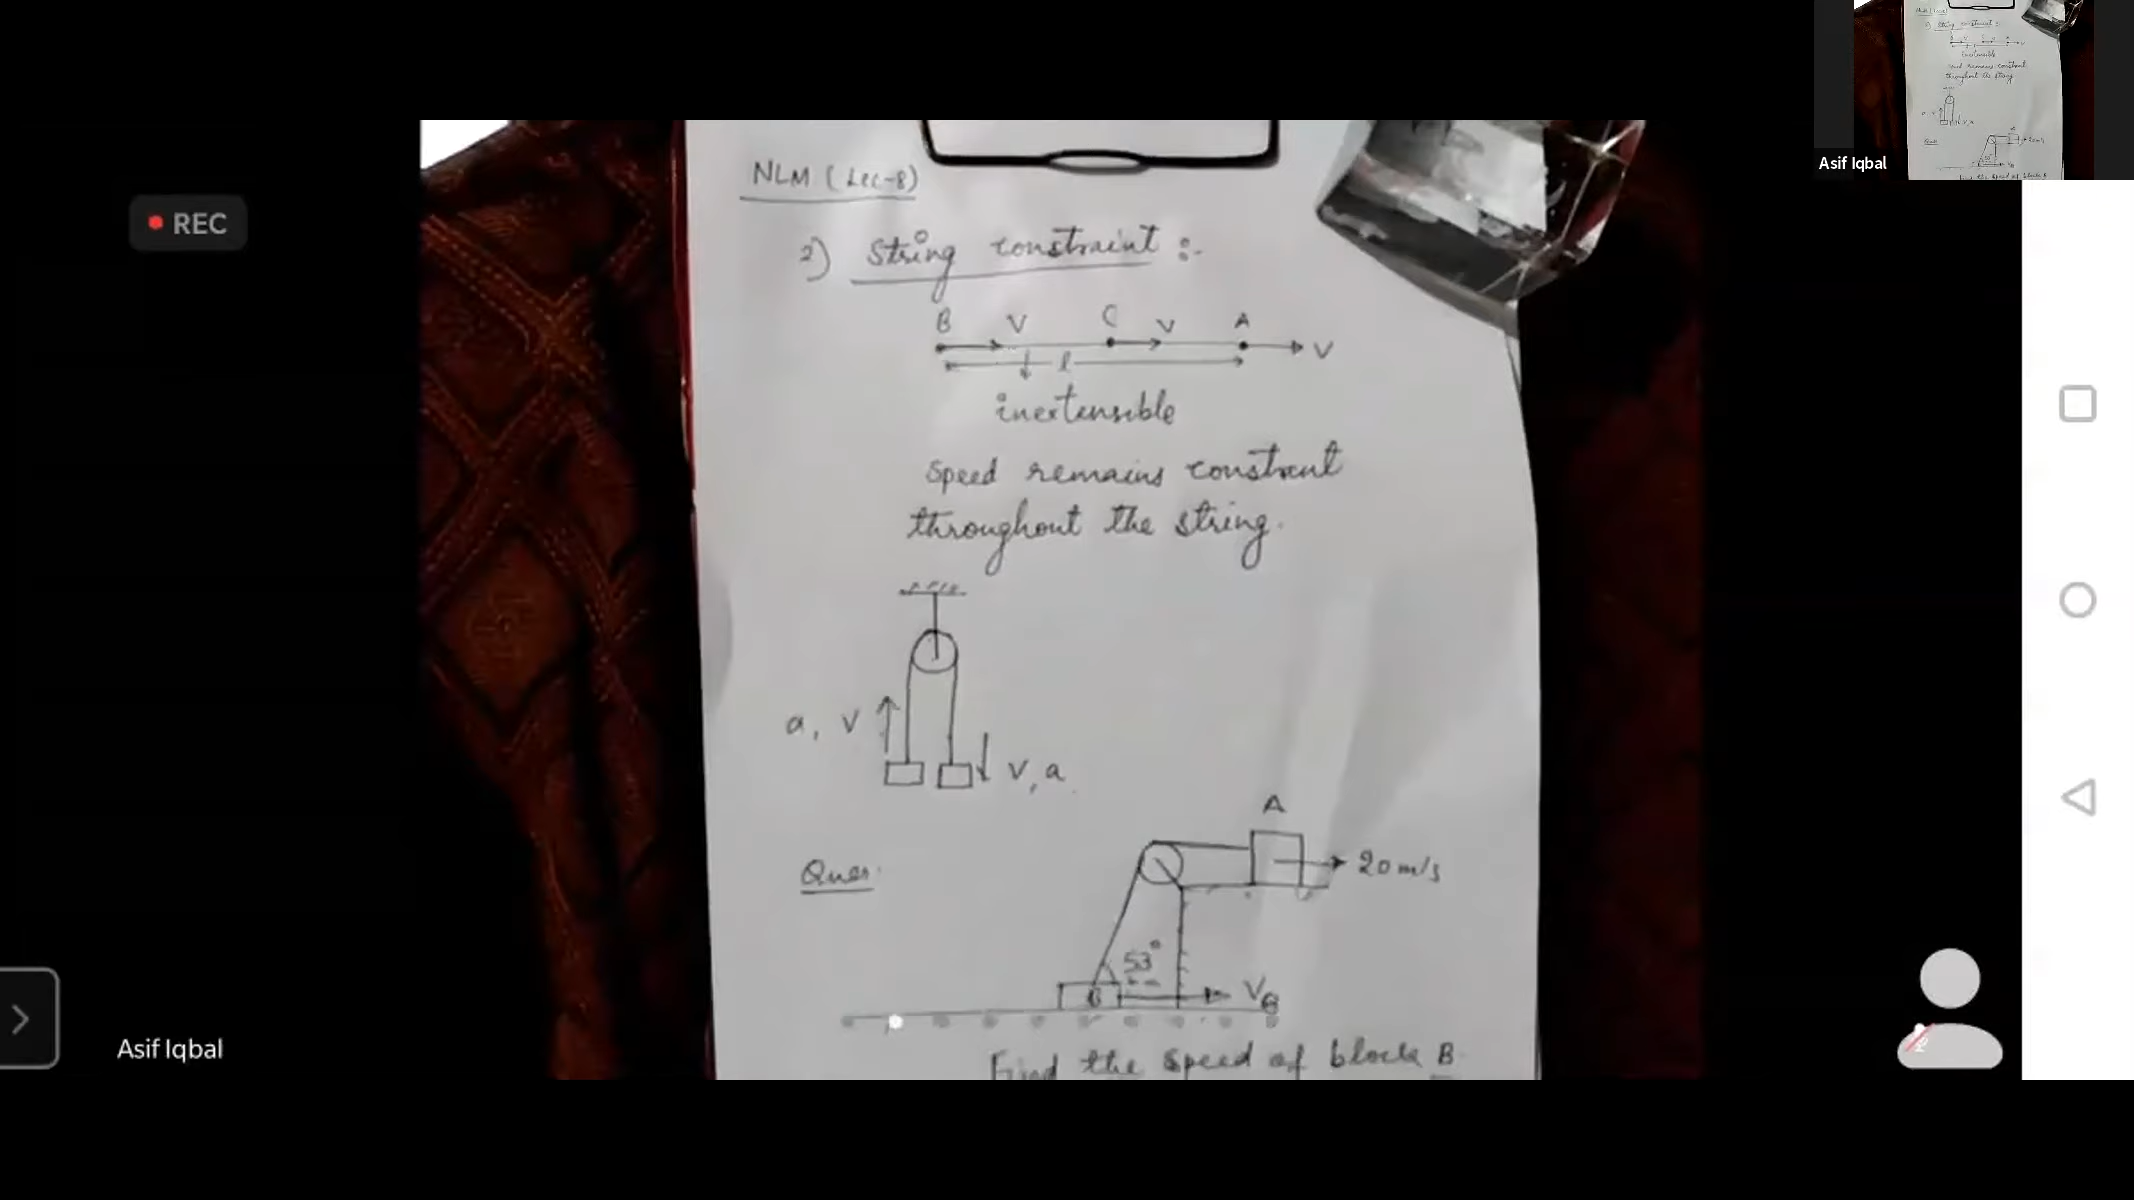 REC
Asif Iqbal
NLM (Lec-8)
2) String constraint :-
B V C V A V
l
inextensible
speed remains constant
throughout the string.
a, v
v, a
Ques.
A
20 m/s
53°
B
VB
Find the speed of block B
Asif Iqbal